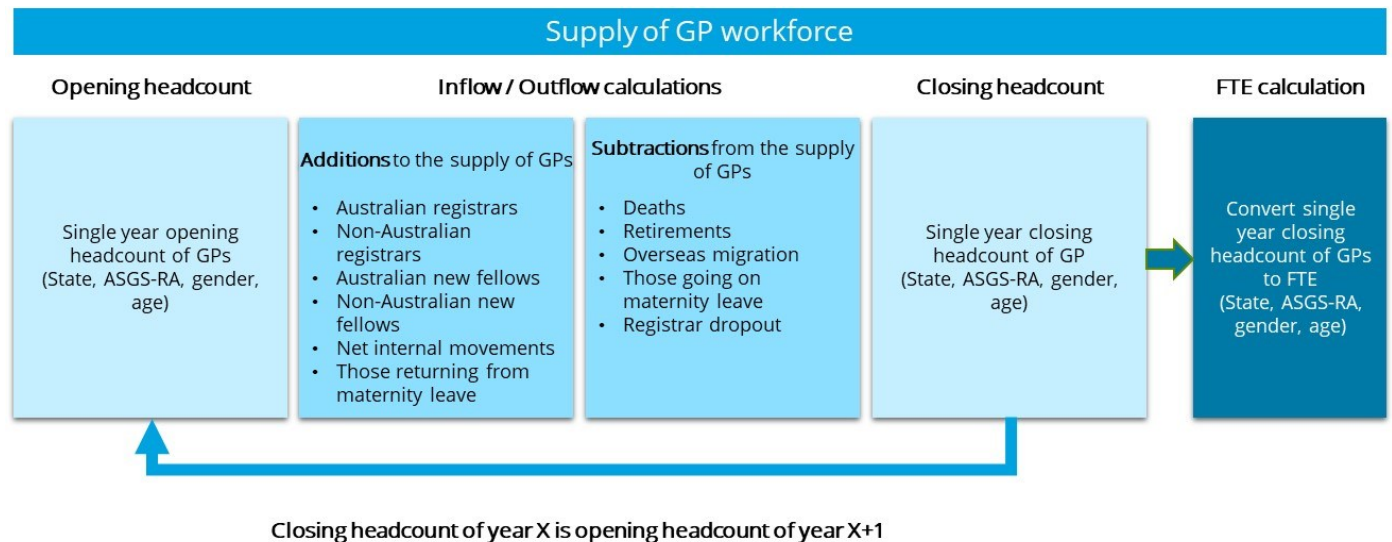 Supply of GP workforce
Opening headcount
Inflow / Outflow calculations
Closing headcount
FTE calculation
Single year opening
headcount of GPs
(State, ASGS-RA, gender,
age)
Additions to the supply of GPs
• Australian registrars
• Non-Australian
registrars
• Australian new fellows
• Non-Australian new
fellows
• Net internal movements
• Those returning from
maternity leave
Subtractions from the supply
of GPs
• Deaths
• Retirements
• Overseas migration
• Those going on
maternity leave
• Registrar dropout
Single year closing
headcount of GP
(State, ASGS-RA, gender,
age)
Convert single
year closing
headcount of GPs
to FTE
(State, ASGS-RA,
gender, age)
Closing headcount of year X is opening headcount of year X+1